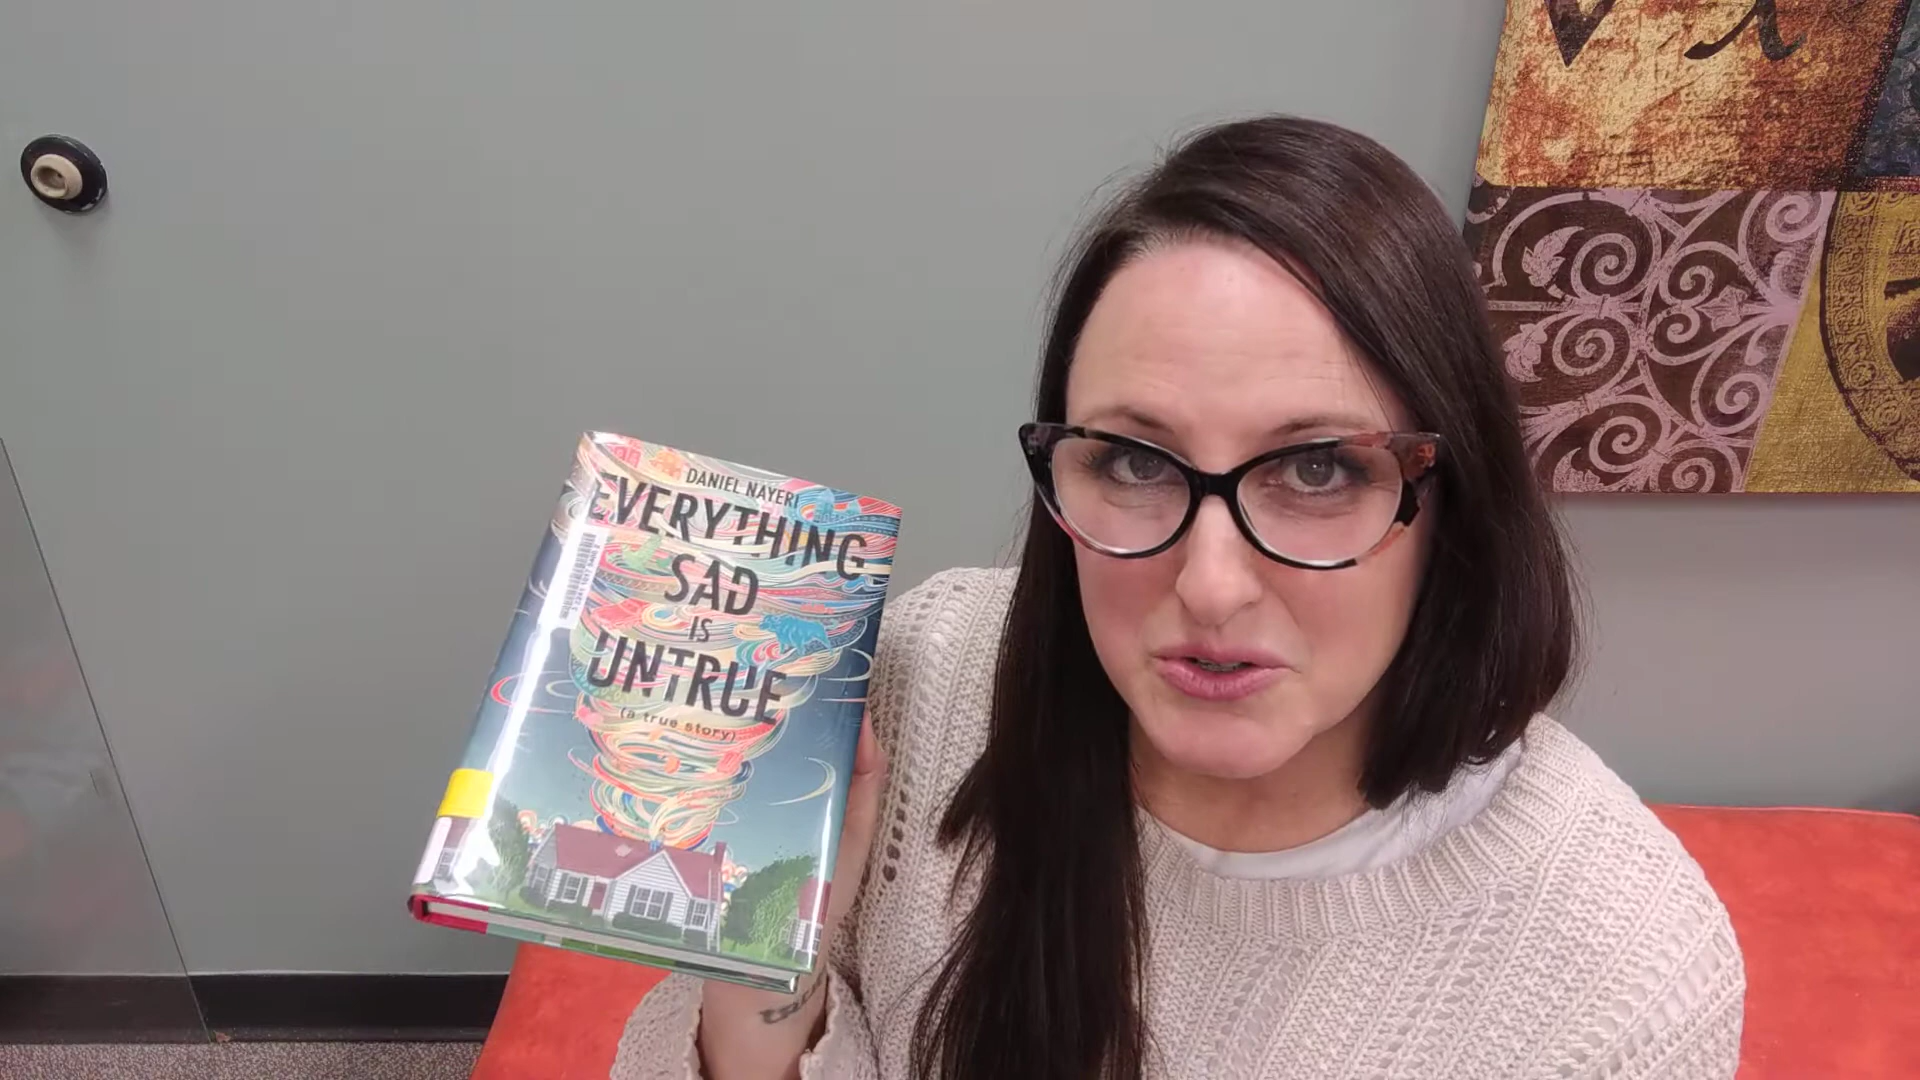 DANIEL NAYERI
EVERYTHING
SAD
IS
UNTRUE
(a true story)